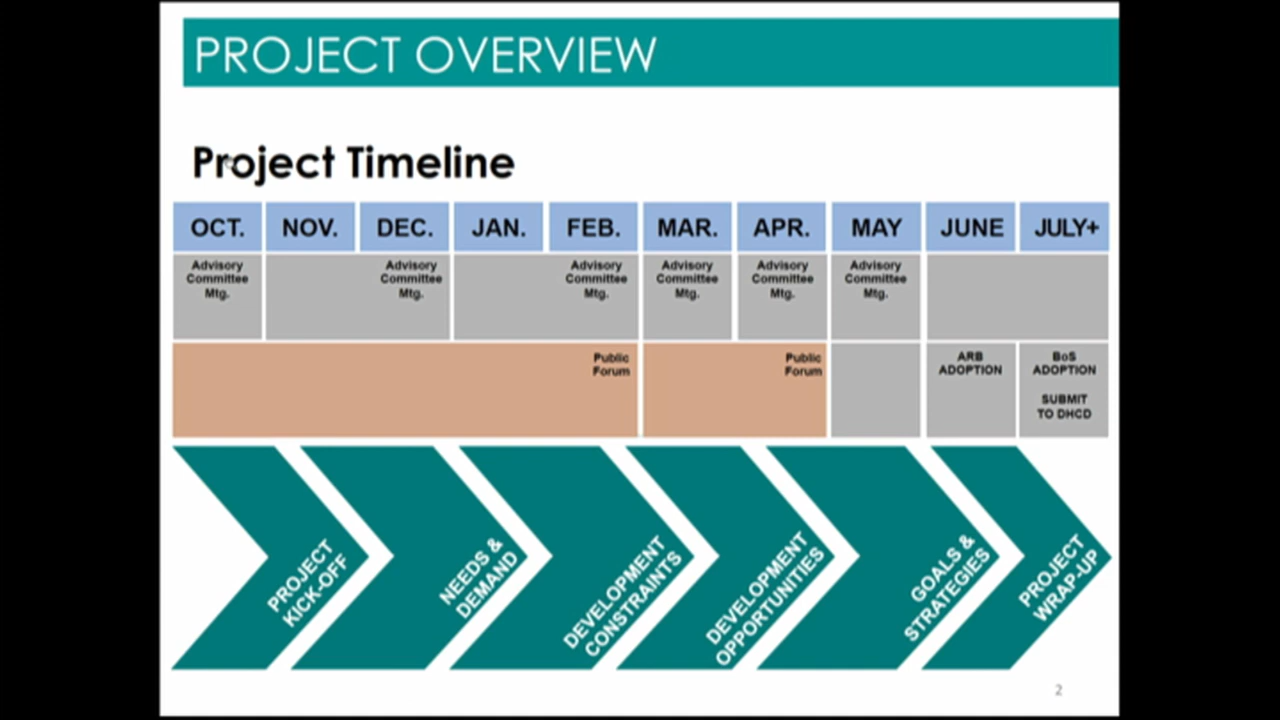 PROJECT OVERVIEW
Project Timeline
OCT. NOV. DEC. JAN. FEB. MAR. APR. MAY JUNE JULY+
Advisory
Committee
Mtg.
Advisory
Committee
Mtg.
Advisory
Committee
Mtg.
Advisory
Committee
Mtg.
Advisory
Committee
Mtg.
Advisory
Committee
Mtg.
Public
Forum
Public
Forum
ARB
ADOPTION
BoS
ADOPTION
SUBMIT
TO DHCD
PROJECT
KICK-OFF
NEEDS &
DEMAND
DEVELOPMENT
CONSTRAINTS
DEVELOPMENT
OPPORTUNITIES
GOALS &
STRATEGIES
PROJECT
WRAP-UP
2